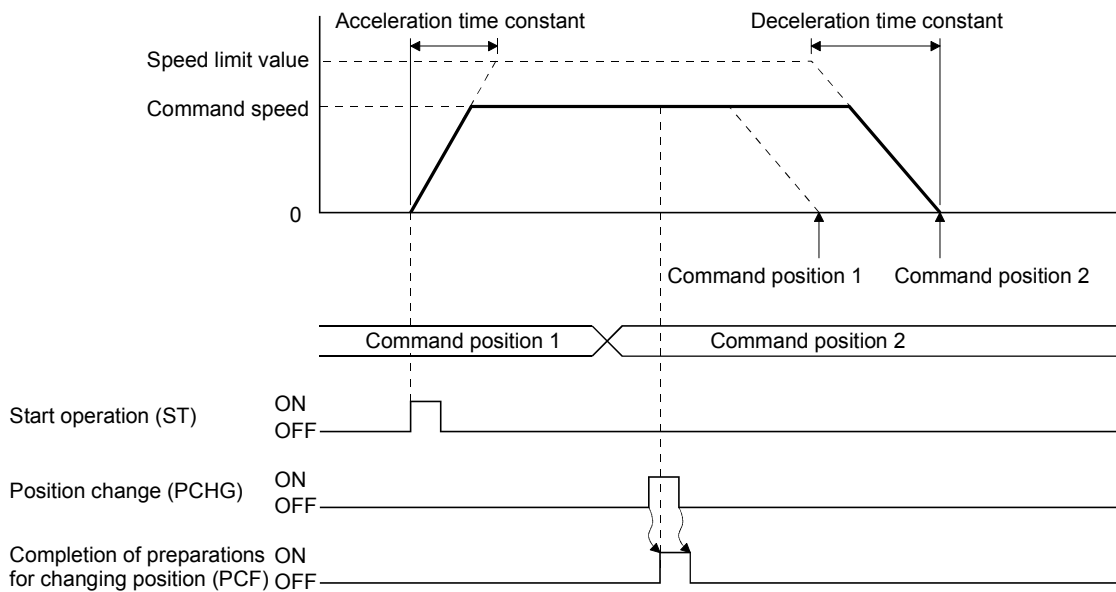 Acceleration time constant
Deceleration time constant
Speed limit value
Command speed
0
Command position 1
Command position 2
Command position 1
Command position 2
Start operation (ST)
ON
OFF
Position change (PCHG)
ON
OFF
Completion of preparations
for changing position (PCF)
ON
OFF